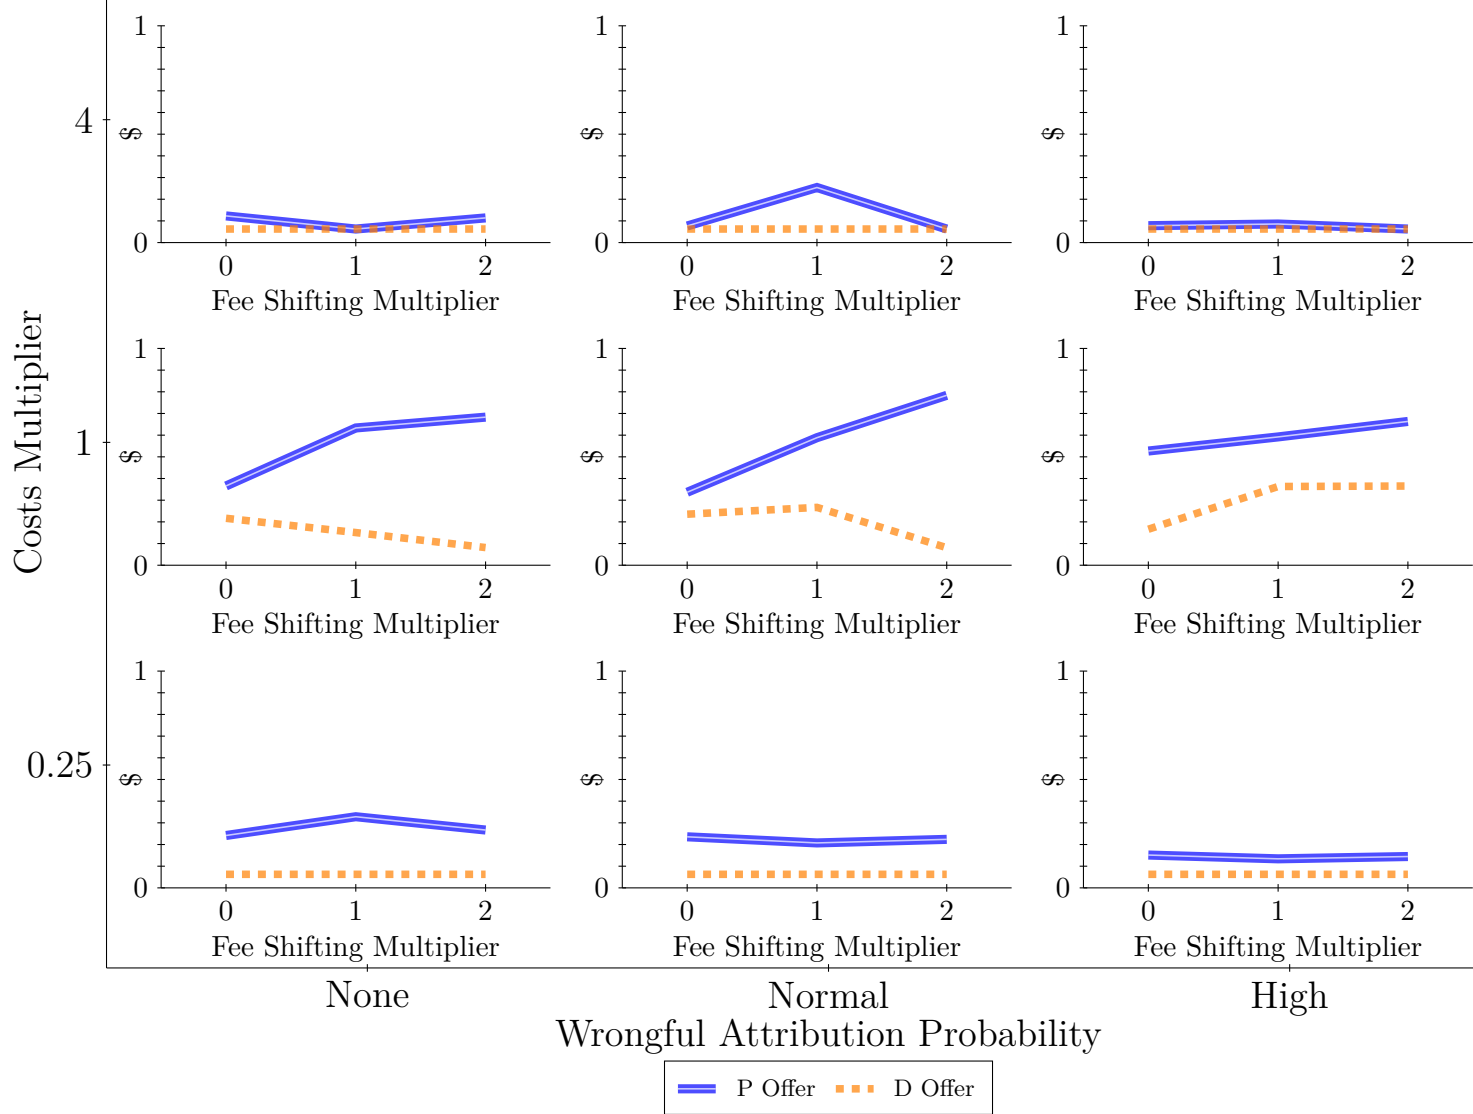 Costs Multiplier
4
1
$
0
0 1 2
Fee Shifting Multiplier
1
$
0
0 1 2
Fee Shifting Multiplier
1
$
0
0 1 2
Fee Shifting Multiplier
1
1
$
0
0 1 2
Fee Shifting Multiplier
1
$
0
0 1 2
Fee Shifting Multiplier
1
$
0
0 1 2
Fee Shifting Multiplier
0.25
1
$
0
0 1 2
Fee Shifting Multiplier
1
$
0
0 1 2
Fee Shifting Multiplier
1
$
0
0 1 2
Fee Shifting Multiplier
None Normal High
Wrongful Attribution Probability
P Offer D Offer